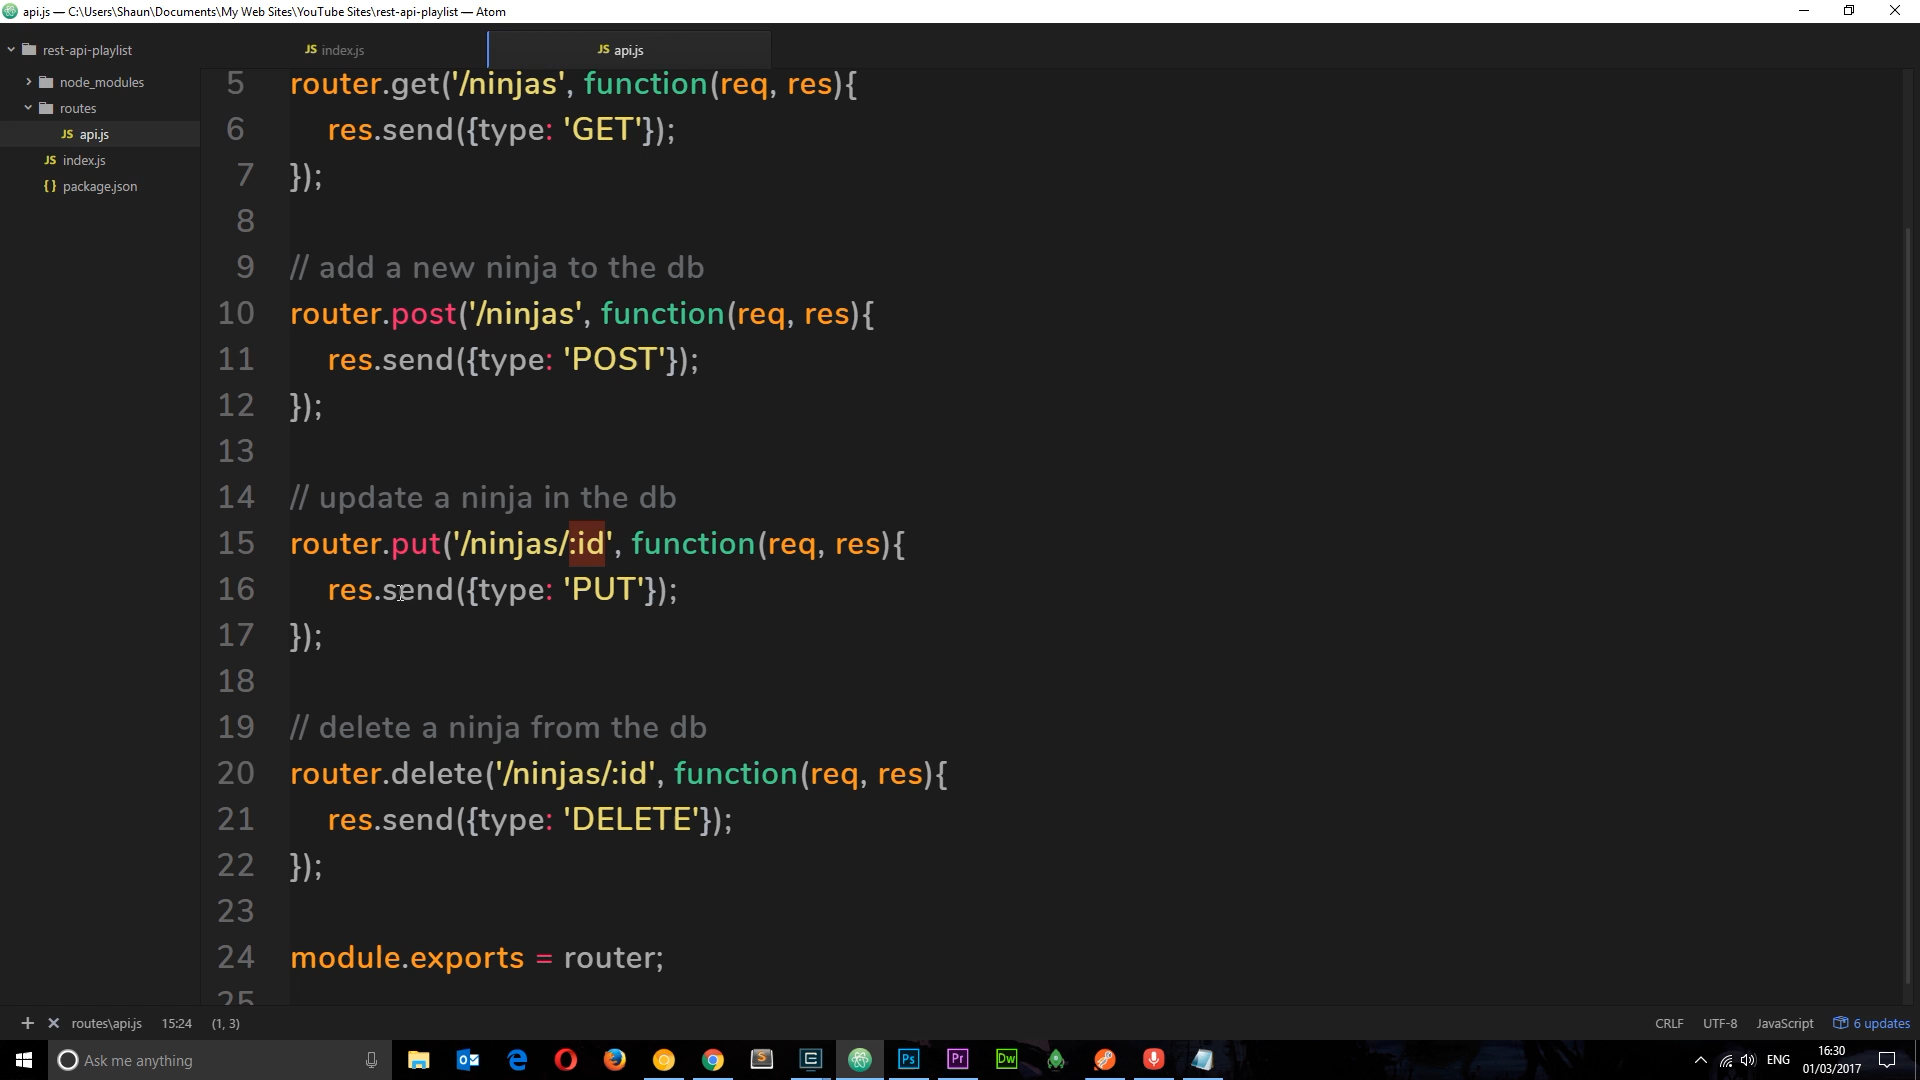 api.js — C:\Users\Shaun\Documents\My Web Sites\YouTube Sites\rest-api-playlist — Atom
rest-api-playlist
node_modules
routes
JS api.js
JS index.js
{} package.json
JS index.js
JS api.js
5 router.get('/ninjas', function(req, res){
6 res.send({type: 'GET'});
7 });
8
9 // add a new ninja to the db
10 router.post('/ninjas', function(req, res){
11 res.send({type: 'POST'});
12 });
13
14 // update a ninja in the db
15 router.put('/ninjas/:id', function(req, res){
16 res.send({type: 'PUT'});
17 });
18
19 // delete a ninja from the db
20 router.delete('/ninjas/:id', function(req, res){
21 res.send({type: 'DELETE'});
22 });
23
24 module.exports = router;
25
routes\api.js 15:24 (1, 3)
CRLF UTF-8 JavaScript 6 updates
Ask me anything
S
Ps
Pr
Dw
ENG
16:30
01/03/2017